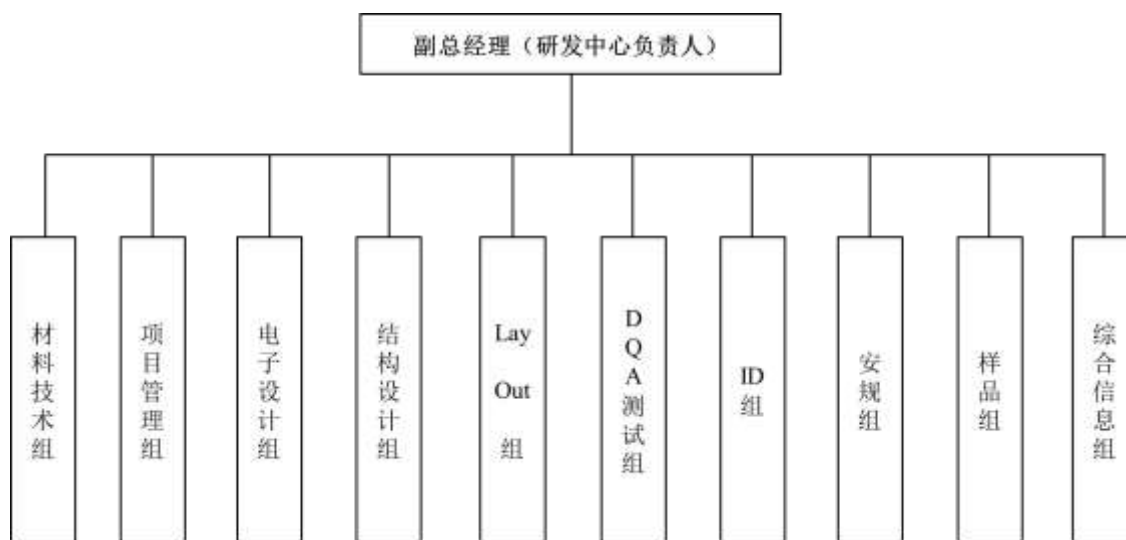 副总经理（研发中心负责人）
材料技术组
项目管理组
电子设计组
结构设计组
Lay
Out
组
DQA测试组
ID
组
安规组
样品组
综合信息组